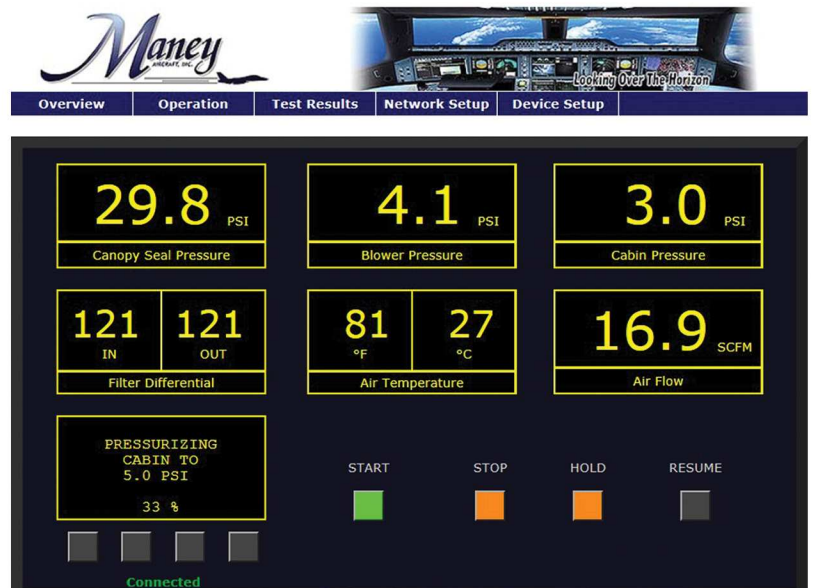 Maney
AIRCRAFT, INC.
Looking Over The Horizon
Overview Operation Test Results Network Setup Device Setup
29.8 PSI
Canopy Seal Pressure
4.1 PSI
Blower Pressure
3.0 PSI
Cabin Pressure
121 IN 121 OUT
Filter Differential
81 °F 27 °C
Air Temperature
16.9 SCFM
Air Flow
PRESSURIZING
CABIN TO
5.0 PSI
33 %
START STOP HOLD RESUME
Connected